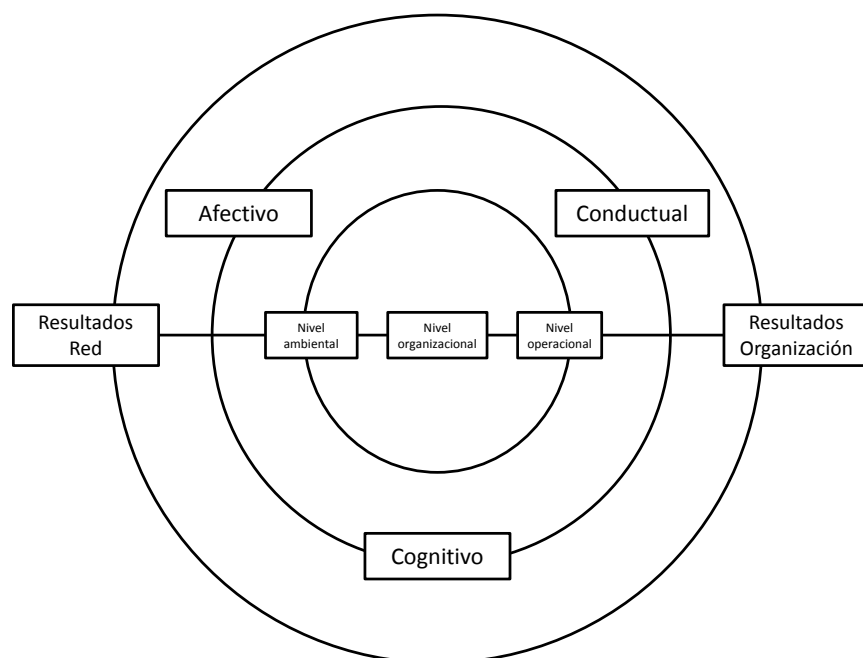 Afectivo
Conductual
Resultados
Red
Nivel
ambiental
Nivel
organizacional
Nivel
operacional
Resultados
Organización
Cognitivo